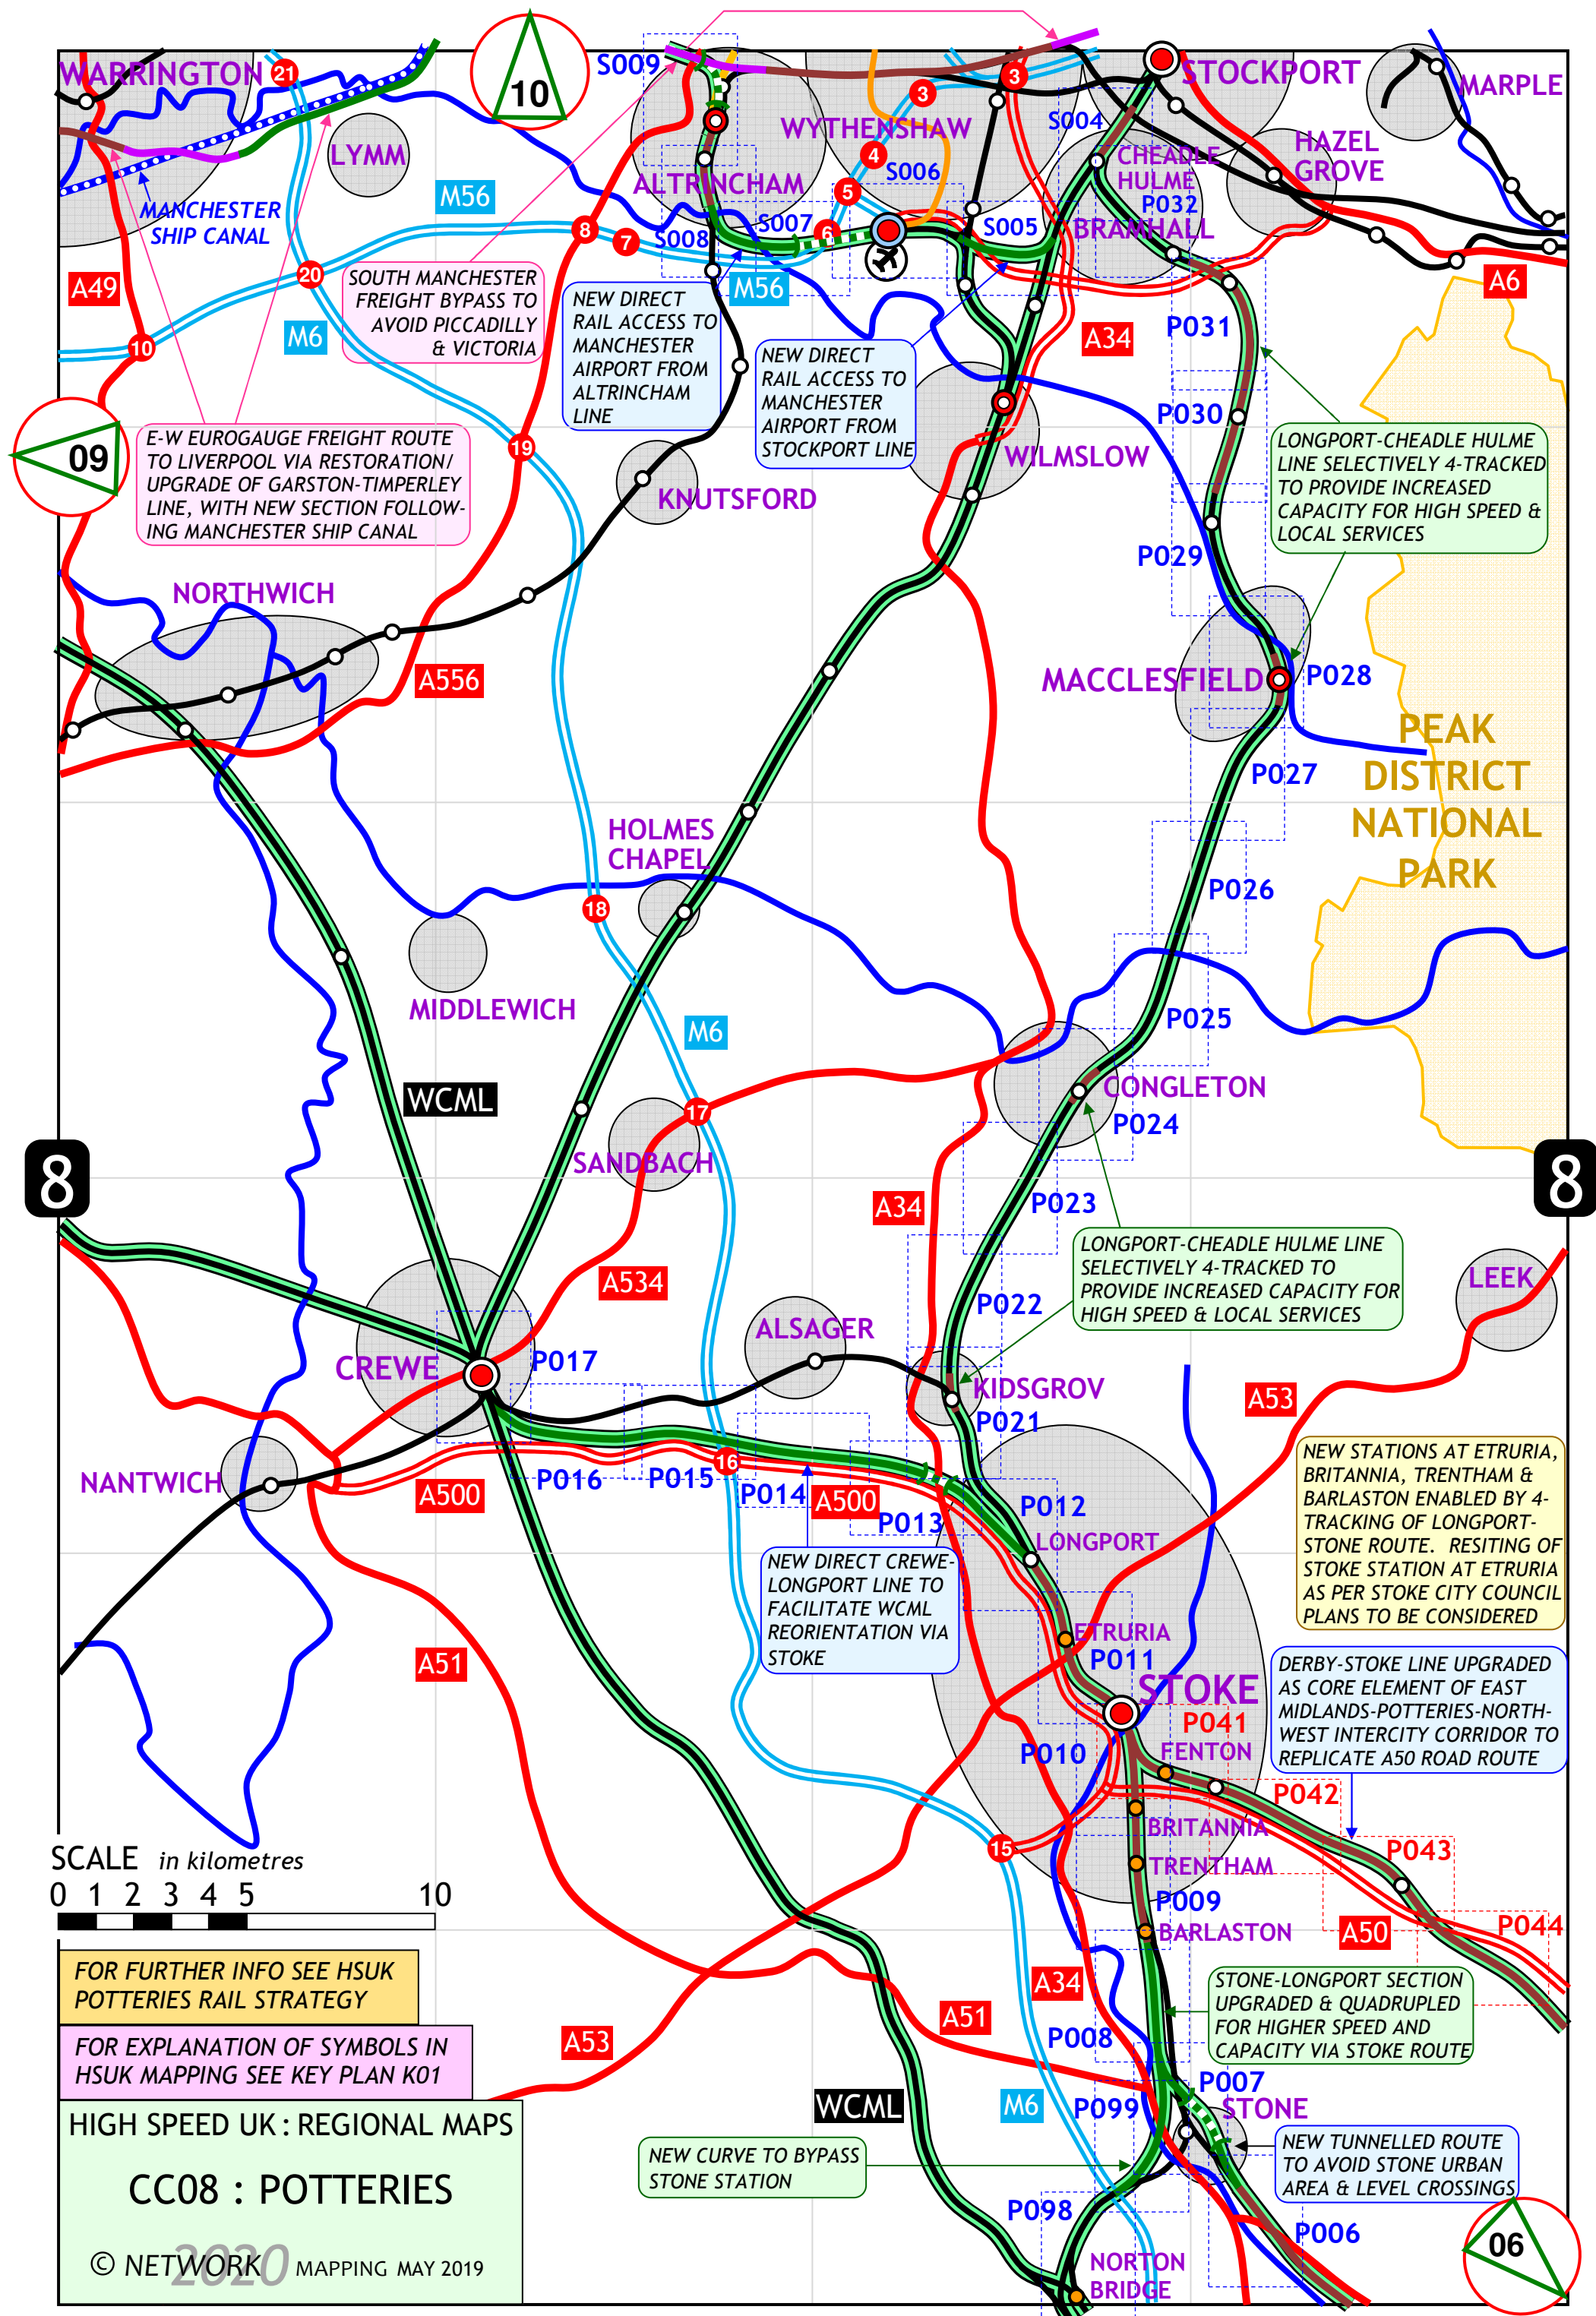 10
S009
WARRINGTON
21
3
3
STOCKPORT
MARPLE
LYMM
WYTHENSHAW
4
S004
CHEADLE
HULME
HAZEL
GROVE
ALTRINCHAM
S006
5
P032
M56
MANCHESTER
SHIP CANAL
8
7
S008
S007
6
S005
BRAMHALL
20
A49
SOUTH MANCHESTER
FREIGHT BYPASS TO
AVOID PICCADILLY
& VICTORIA
M56
A6
NEW DIRECT
RAIL ACCESS TO
MANCHESTER
AIRPORT FROM
ALTRINCHAM
LINE
M6
10
P031
A34
NEW DIRECT
RAIL ACCESS TO
MANCHESTER
AIRPORT FROM
STOCKPORT LINE
P030
09
E-W EUROGAUGE FREIGHT ROUTE
TO LIVERPOOL VIA RESTORATION/
UPGRADE OF GARSTON-TIMPERLEY
LINE, WITH NEW SECTION FOLLOW-
ING MANCHESTER SHIP CANAL
19
WILMSLOW
LONGPORT-CHEADLE HULME
LINE SELECTIVELY 4-TRACKED
TO PROVIDE INCREASED
CAPACITY FOR HIGH SPEED &
LOCAL SERVICES
KNUTSFORD
P029
NORTHWICH
A556
MACCLESFIELD
P028
PEAK
DISTRICT
NATIONAL
PARK
P027
HOLMES
CHAPEL
P026
18
MIDDLEWICH
M6
P025
WCML
CONGLETON
17
P024
SANDBACH
8
8
A34
P023
LONGPORT-CHEADLE HULME LINE
SELECTIVELY 4-TRACKED TO
PROVIDE INCREASED CAPACITY FOR
HIGH SPEED & LOCAL SERVICES
LEEK
A534
P022
ALSAGER
CREWE
P017
KIDSGROV
A53
P021
NANTWICH
16
P016
P015
P014
A500
A500
P013
P012
NEW STATIONS AT ETRURIA,
BRITANNIA, TRENTHAM &
BARLASTON ENABLED BY 4-
TRACKING OF LONGPORT-
STONE ROUTE.  RESITING OF
STOKE STATION AT ETRURIA
AS PER STOKE CITY COUNCIL
PLANS TO BE CONSIDERED
LONGPORT
NEW DIRECT CREWE-
LONGPORT LINE TO
FACILITATE WCML
REORIENTATION VIA
STOKE
ETRURIA
P011
A51
DERBY-STOKE LINE UPGRADED
AS CORE ELEMENT OF EAST
MIDLANDS-POTTERIES-NORTH-
WEST INTERCITY CORRIDOR TO
REPLICATE A50 ROAD ROUTE
STOKE
P041
P010
FENTON
P042
BRITANNIA
15
P043
TRENTHAM
SCALE in kilometres
0 1 2 3 4 5 10
P009
BARLASTON
A50
P044
FOR FURTHER INFO SEE HSUK
POTTERIES RAIL STRATEGY
A34
STONE-LONGPORT SECTION
UPGRADED & QUADRUPLED
FOR HIGHER SPEED AND
CAPACITY VIA STOKE ROUTE
A51
A53
P008
FOR EXPLANATION OF SYMBOLS IN
HSUK MAPPING SEE KEY PLAN K01
P007
WCML
M6
P099
STONE
HIGH SPEED UK : REGIONAL MAPS
CC08 : POTTERIES
NEW CURVE TO BYPASS
STONE STATION
NEW TUNNELLED ROUTE
TO AVOID STONE URBAN
AREA & LEVEL CROSSINGS
P098
P006
06
NORTON
BRIDGE
© NETWORK 2020 MAPPING MAY 2019